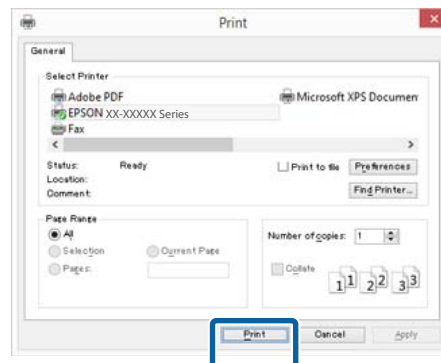 Print
General
Select Printer
Adobe PDF
Microsoft XPS Documen
EPSON XX-XXXXX Series
Fax
Status: Ready
Print to file
Preferences
Location:
Comment:
Find Printer...
Page Range
All
Number of copies: 1
Selection
Current Page
Pages:
Collate
1 1 2 2 3 3
Print
Cancel
Apply